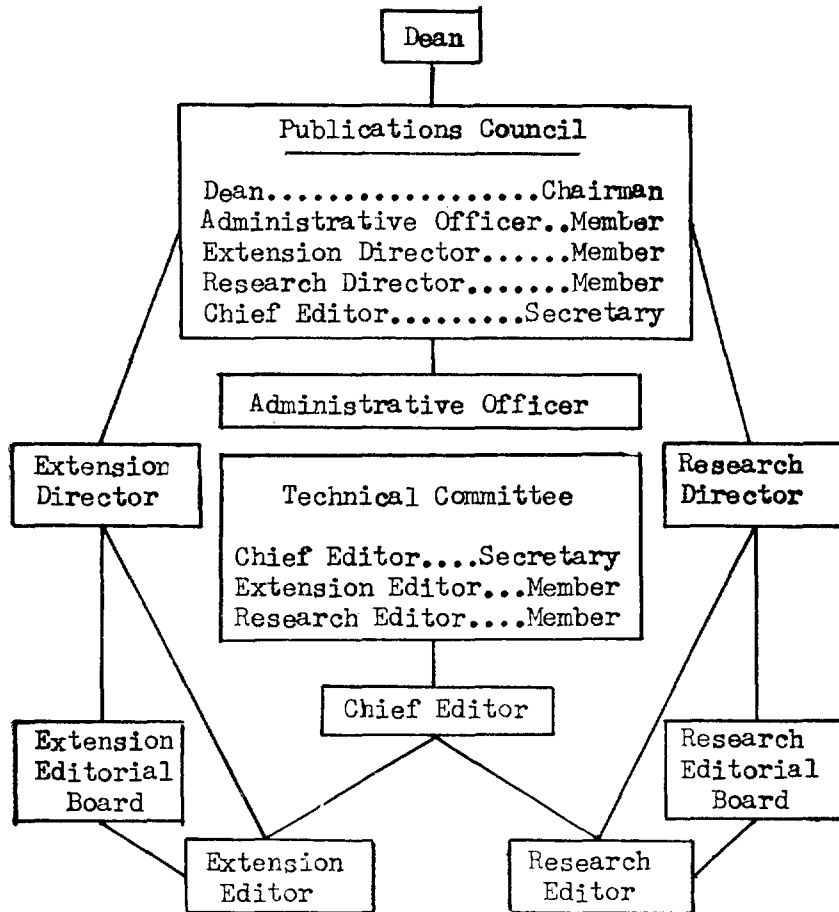 Dean
Publications Council
Dean..................Chairman
Administrative Officer..Member
Extension Director......Member
Research Director.......Member
Chief Editor.........Secretary
Administrative Officer
Extension
Director
Research
Director
Technical Committee
Chief Editor....Secretary
Extension Editor...Member
Research Editor....Member
Chief Editor
Extension
Editorial
Board
Research
Editorial
Board
Extension
Editor
Research
Editor